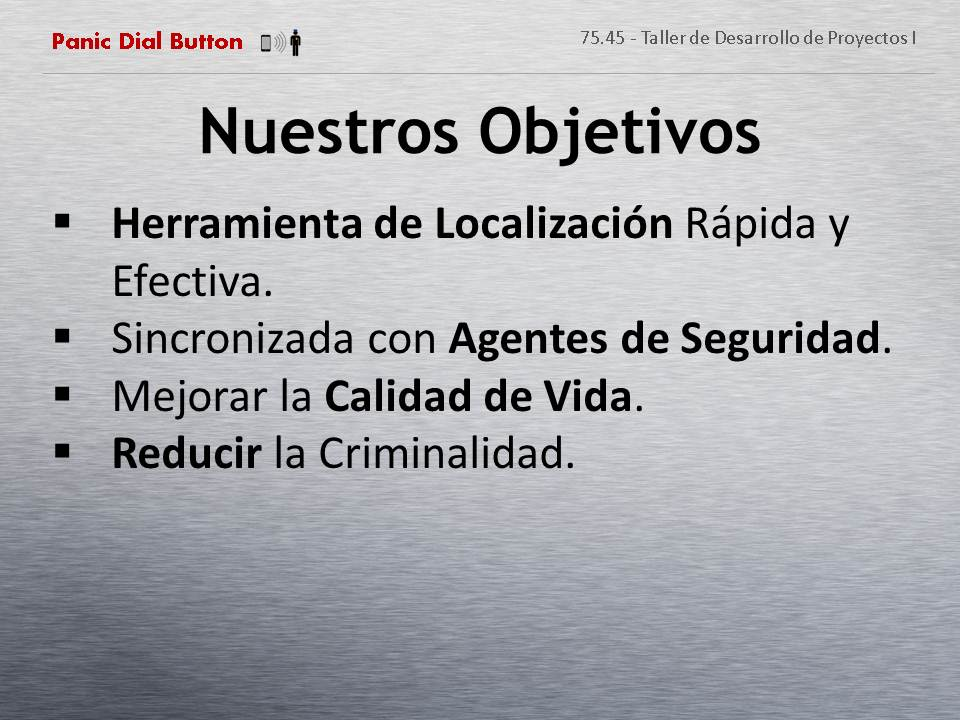 Panic Dial Button
75.45 - Taller de Desarrollo de Proyectos I
Nuestros Objetivos
▪ Herramienta de Localización Rápida y
Efectiva.
▪ Sincronizada con Agentes de Seguridad.
▪ Mejorar la Calidad de Vida.
▪ Reducir la Criminalidad.